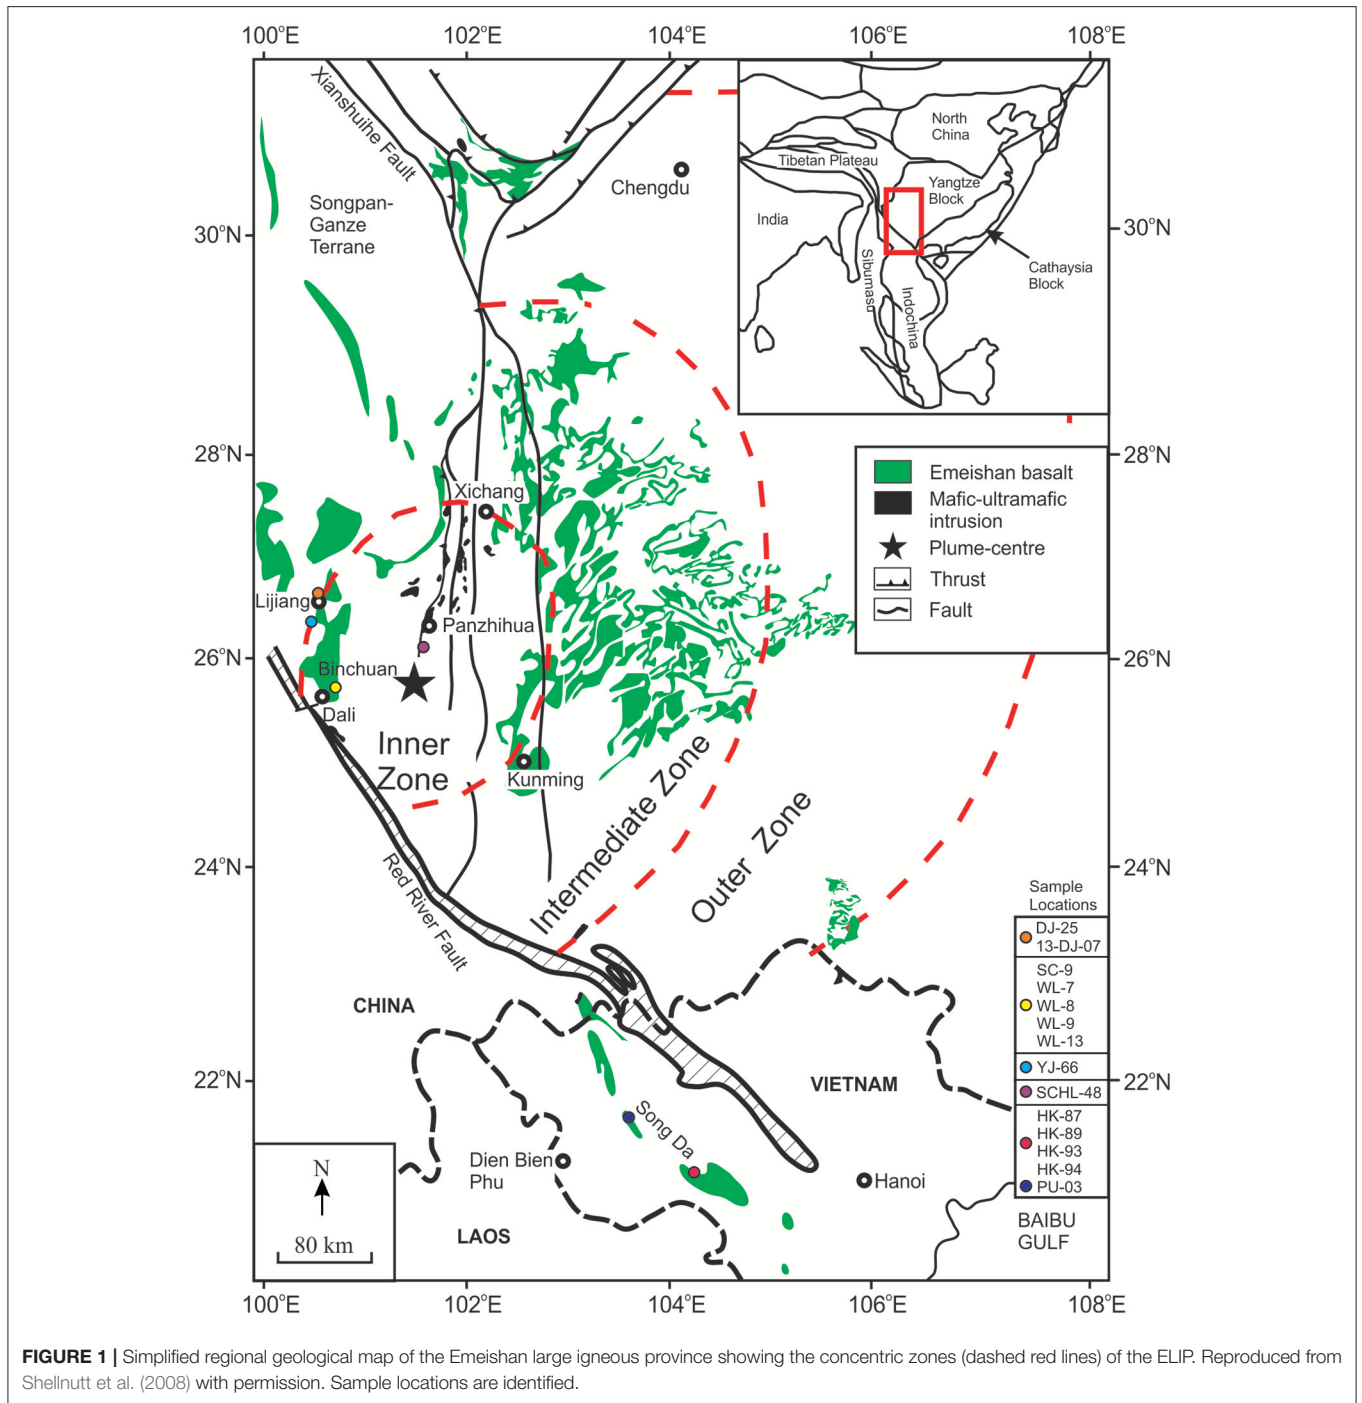 100°E
102°E
104°E
106°E
108°E
Xianshuihe Fault
Songpan-
Ganze
Terrane
Chengdu
North
China
Tibetan Plateau
Yangtze
Block
India
Sibumasu
Indochina
Cathaysia
Block
30°N
30°N
28°N
28°N
Emeishan basalt
Mafic-ultramafic
intrusion
Plume-centre
Thrust
Fault
Xichang
Lijiang
Panzhihua
26°N
26°N
Binchuan
Dali
Inner
Zone
Kunming
Intermediate Zone
Outer Zone
24°N
24°N
Red River Fault
Sample
Locations
DJ-25
13-DJ-07
SC-9
WL-7
WL-8
WL-9
WL-13
YJ-66
SCHL-48
HK-87
HK-89
HK-93
HK-94
PU-03
CHINA
22°N
22°N
VIETNAM
Song Da
Dien Bien
Phu
Hanoi
LAOS
BAIBU
GULF
N
80 km
100°E
102°E
104°E
106°E
108°E
FIGURE 1 | Simplified regional geological map of the Emeishan large igneous province showing the concentric zones (dashed red lines) of the ELIP. Reproduced from
Shellnutt et al. (2008) with permission. Sample locations are identified.